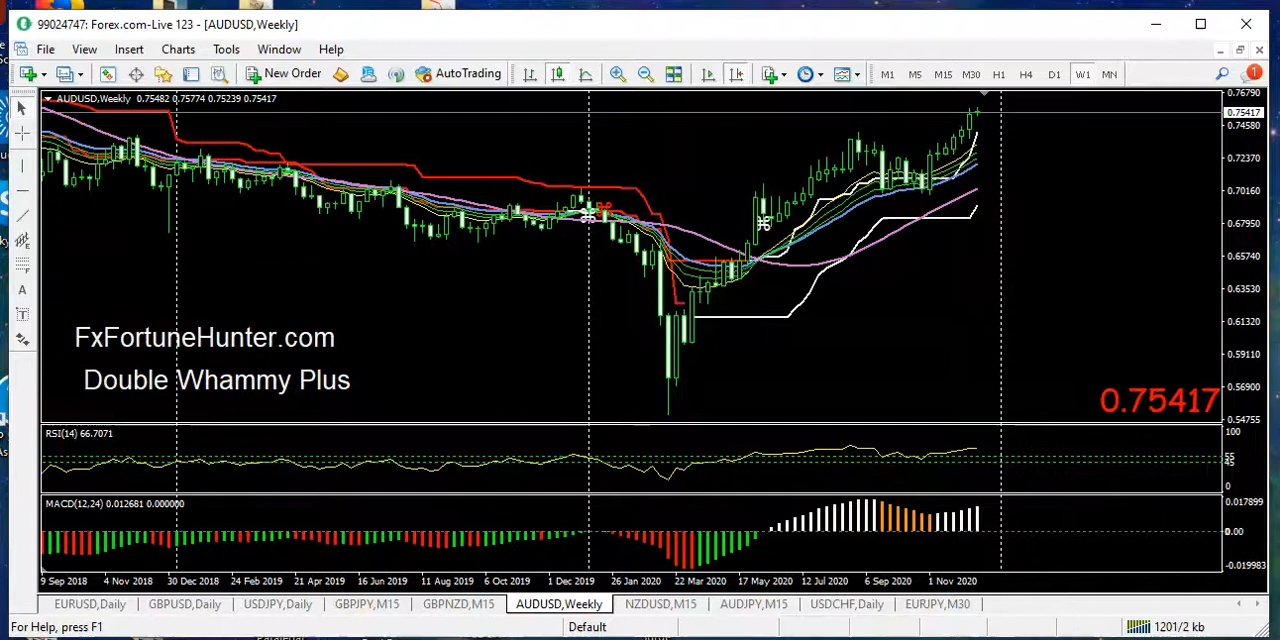 99024747: Forex.com-Live 123 - [AUDUSD,Weekly]
File View Insert Charts Tools Window Help
New Order AutoTrading M1 M5 M15 M30 H1 H4 D1 W1 MN 1
AUDUSD,Weekly 0.75482 0.75774 0.75239 0.75417
0.76790
0.75417
0.74580
0.72370
0.70160
0.67950
0.65740
0.63530
0.61320
0.59110
0.56900
0.54755
FxFortuneHunter.com
Double Whammy Plus
0.75417
RSI(14) 66.7071
100
55
45
0
MACD(12,24) 0.012681 0.000000
0.017899
0.00
-0.019983
9 Sep 2018 4 Nov 2018 30 Dec 2018 24 Feb 2019 21 Apr 2019 16 Jun 2019 11 Aug 2019 6 Oct 2019 1 Dec 2019 26 Jan 2020 22 Mar 2020 17 May 2020 12 Jul 2020 6 Sep 2020 1 Nov 2020
EURUSD,Daily GBPUSD,Daily USDJPY,Daily GBPJPY,M15 GBPNZD,M15 AUDUSD,Weekly NZDUSD,M15 AUDJPY,M15 USDCHF,Daily EURJPY,M30
For Help, press F1 Default 1201/2 kb